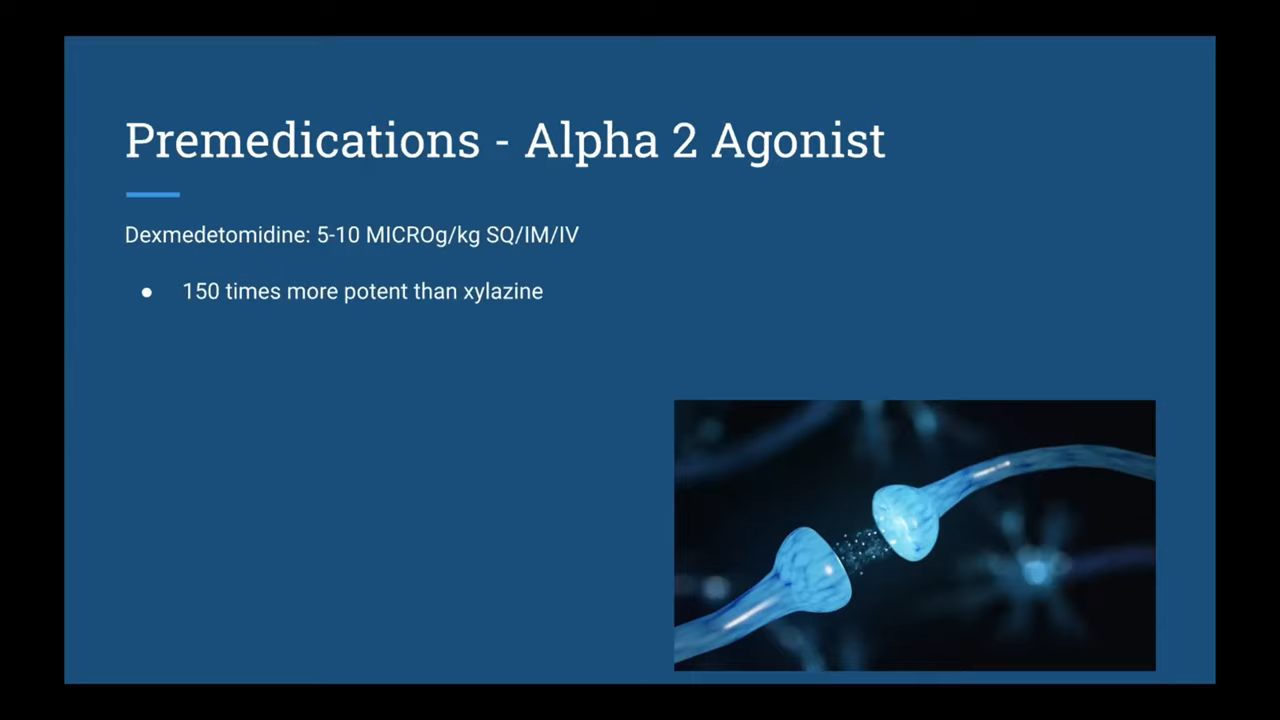 Premedications - Alpha 2 Agonist
Dexmedetomidine: 5-10 MICROg/kg SQ/IM/IV
● 150 times more potent than xylazine